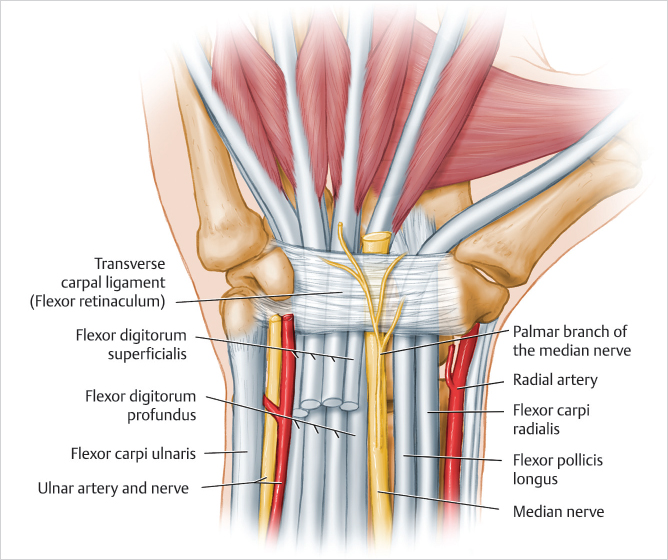 Transverse
carpal ligament
(Flexor retinaculum)
Flexor digitorum
superficialis
Flexor digitorum
profundus
Flexor carpi ulnaris
Ulnar artery and nerve
Palmar branch of
the median nerve
Radial artery
Flexor carpi
radialis
Flexor pollicis
longus
Median nerve